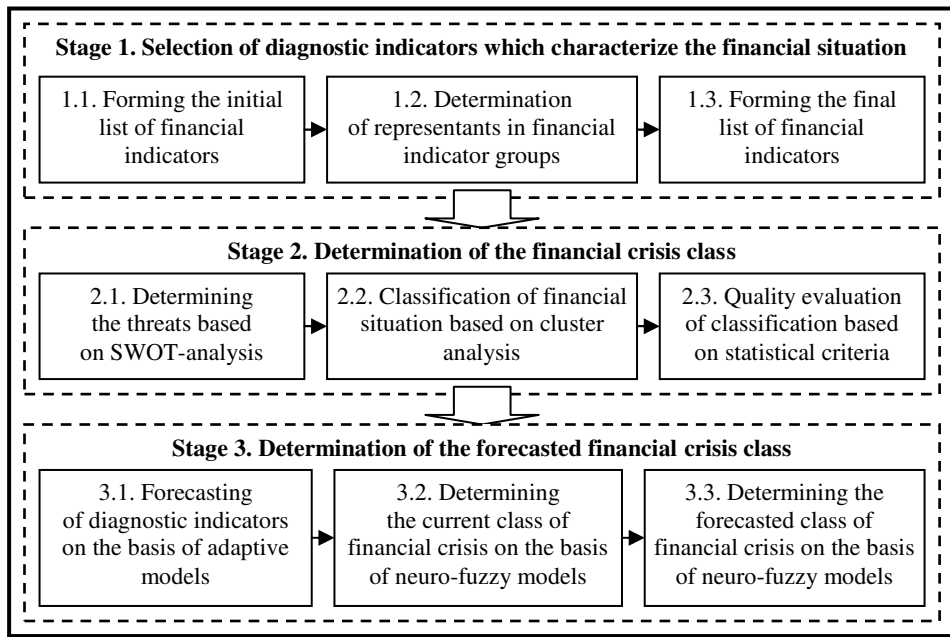 Stage 1. Selection of diagnostic indicators which characterize the financial situation
1.1. Forming the initial
list of financial
indicators
1.2. Determination
of representants in financial
indicator groups
1.3. Forming the final
list of financial
indicators
Stage 2. Determination of the financial crisis class
2.1. Determining
the threats based
on SWOT-analysis
2.2. Classification of financial
situation based on cluster
analysis
2.3. Quality evaluation
of classification based
on statistical criteria
Stage 3. Determination of the forecasted financial crisis class
3.1. Forecasting
of diagnostic indicators
on the basis of adaptive
models
3.2. Determining
the current class of
financial crisis on the basis
of neuro-fuzzy models
3.3. Determining the
forecasted class of
financial crisis on the basis
of neuro-fuzzy models